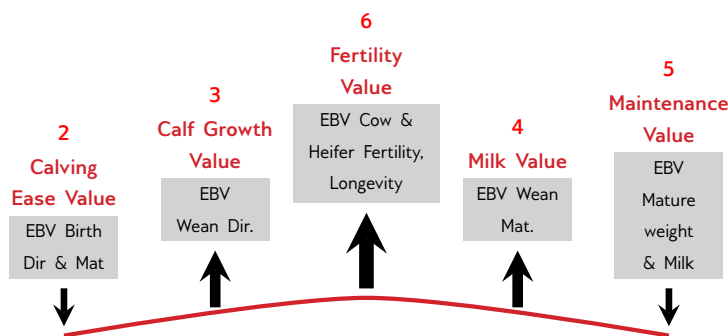 2
Calving
Ease Value
EBV Birth
Dir & Mat
3
Calf Growth
Value
EBV
Wean Dir.
6
Fertility
Value
EBV Cow &
Heifer Fertility,
Longevity
4
Milk Value
EBV Wean
Mat.
5
Maintenance
Value
EBV
Mature
weight
& Milk